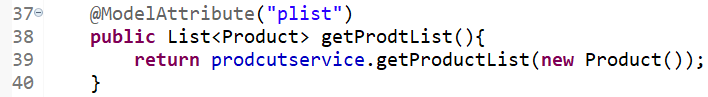 37 @ModelAttribute("plist")
38 public List<Product> getProdtList(){
39 return prodcutservice.getProductList(new Product());
40 }